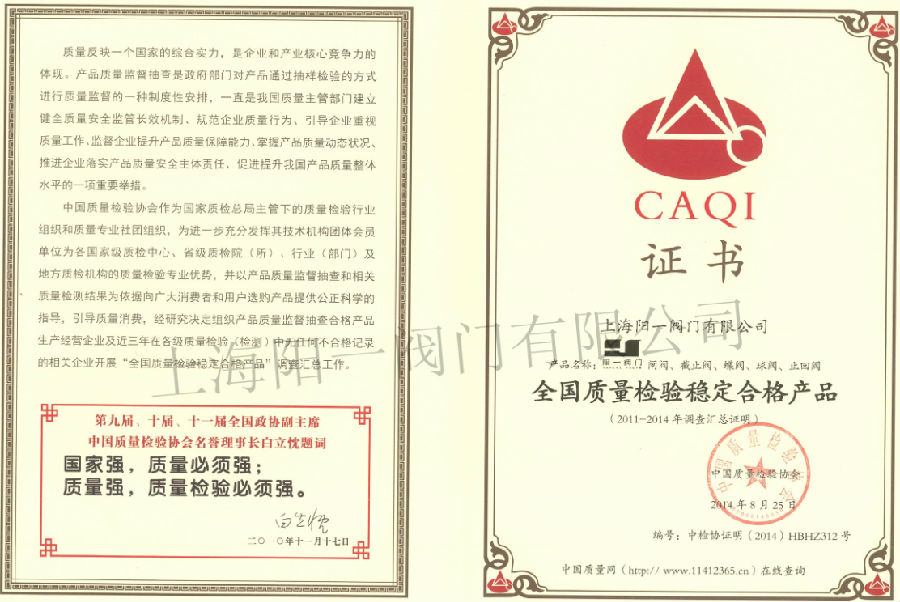 质量反映一个国家的综合实力，是企业和产业核心竞争力的
体现。产品质量监督抽查是政府部门对产品通过抽样检验的方式
进行质量监督的一种制度性安排，一直是我国质量主管部门建立
健全质量安全监管长效机制、规范企业质量行为、引导企业重视
质量工作、监督企业提升产品质量保障能力、掌握产品质量动态状况、
推进企业落实产品质量安全主体责任、促进提升我国产品质量整体
水平的一项重要举措。
中国质量检验协会作为国家质检总局主管下的质量检验行业
组织和质量专业社团组织，为进一步充分发挥其技术机构团体会员
单位为各国家级质检中心、省级质检院（所）、行业（部门）及
地方质检机构的质量检验专业优势，并以产品质量监督抽查和相关
质量检测结果为依据向广大消费者和用户选购产品提供公正科学的
指导，引导质量消费，经研究决定组织产品质量监督抽查合格产品
生产经营企业及近三年在各级质量检验（检测）中无任何不合格记录
的相关企业开展“全国质量检验稳定合格产品”调查汇总工作。
第九届、十届、十一届全国政协副主席
中国质量检验协会名誉理事长白立忱题词
国家强，质量必须强；
质量强，质量检验必须强。
白立忱
二〇一〇年十一月十七日
上海阳一阀门有限公司
CAQI
证书
上海阳一阀门有限公司
阳一阀门
产品名称：闸阀、截止阀、蝶阀、球阀、止回阀
全国质量检验稳定合格产品
（2011-2014年调查汇总证明）
中国质量检验协会
中国质量检验协会
2014年8月25日
编号：中检协证明（2014）HBHZ312号
中国质量网（http://www.11412365.cn）在线查询